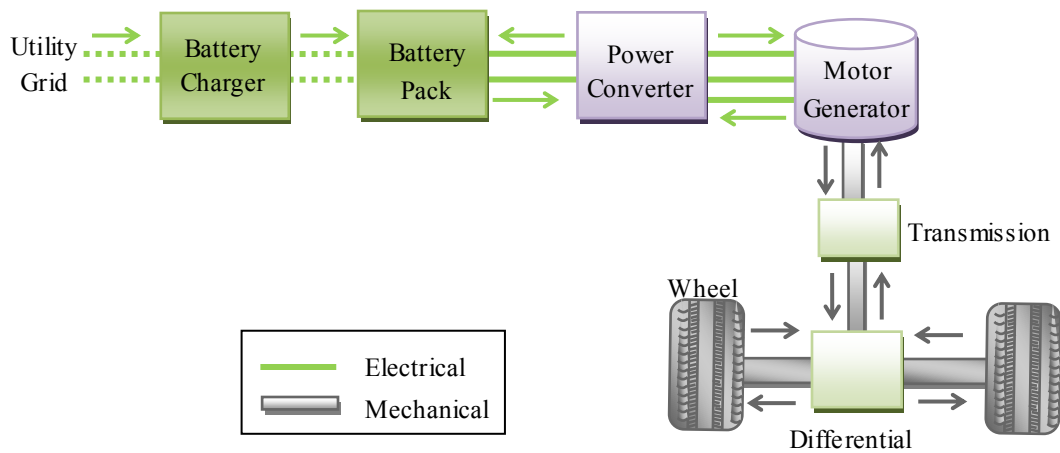 Utility
Grid
Battery
Charger
Battery
Pack
Power
Converter
Motor
Generator
Transmission
Wheel
Electrical
Mechanical
Differential